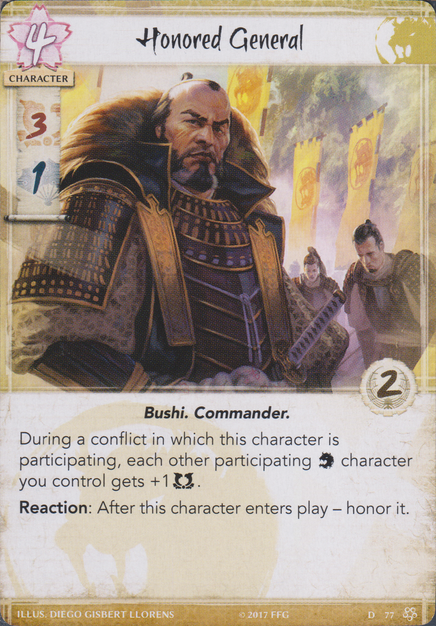 4
Honored General
CHARACTER
3
1
2
Bushi. Commander.
During a conflict in which this character is
participating, each other participating character
you control gets +1.
Reaction: After this character enters play – honor it.
ILLUS. DIEGO GISBERT LLORENS © 2017 FFG D 77